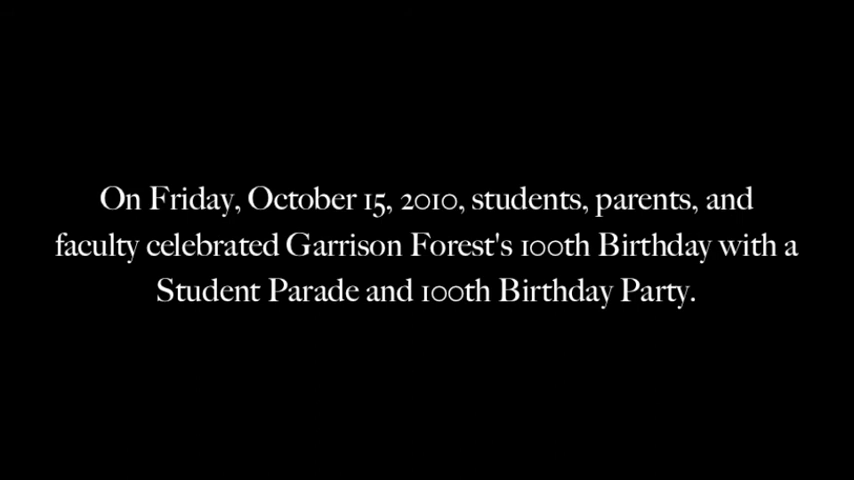 On Friday, October 15, 2010, students, parents, and
faculty celebrated Garrison Forest's 100th Birthday with a
Student Parade and 100th Birthday Party.